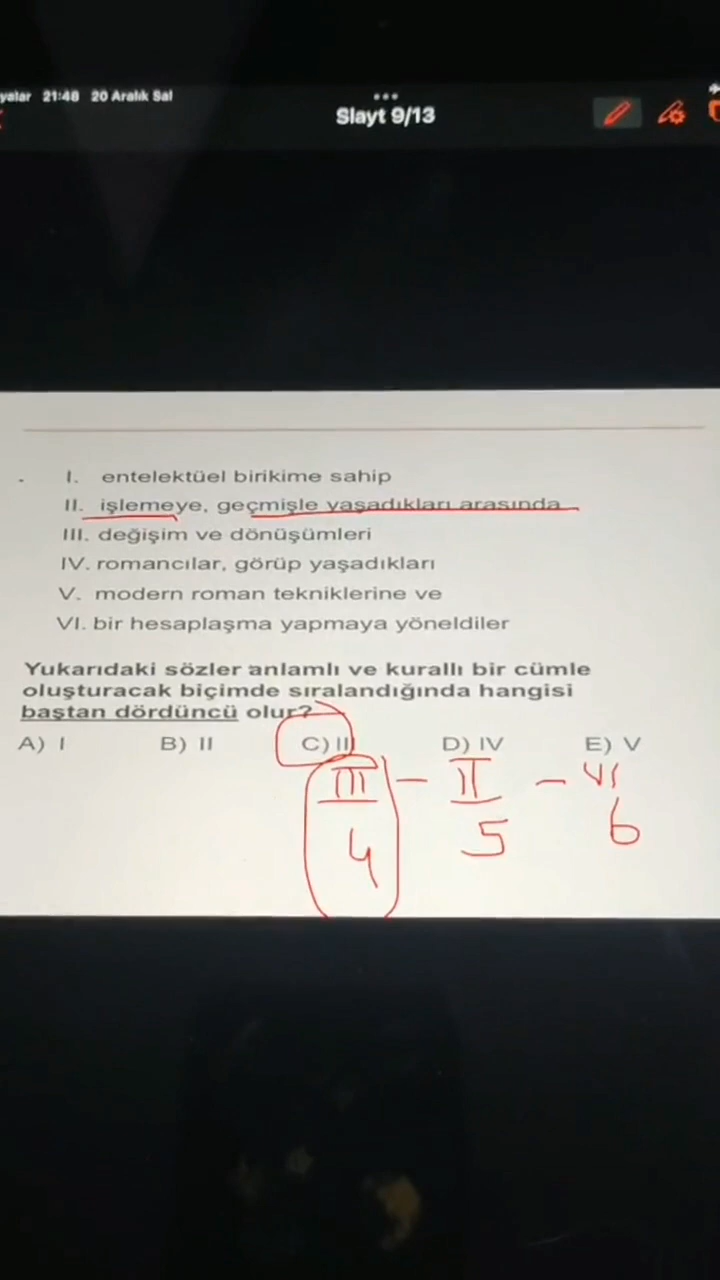 yalar 21:48 20 Aralık Sal
Slayt 9/13
I. entelektüel birikime sahip
II. işlemeye, geçmişle yaşadıkları arasında
III. değişim ve dönüşümleri
IV. romancılar, görüp yaşadıkları
V. modern roman tekniklerine ve
VI. bir hesaplaşma yapmaya yöneldiler
Yukarıdaki sözler anlamlı ve kurallı bir cümle
oluşturacak biçimde sıralandığında hangisi
baştan dördüncü olur?
A) I B) II C) III D) IV E) V
III - II - VI
4 5 6